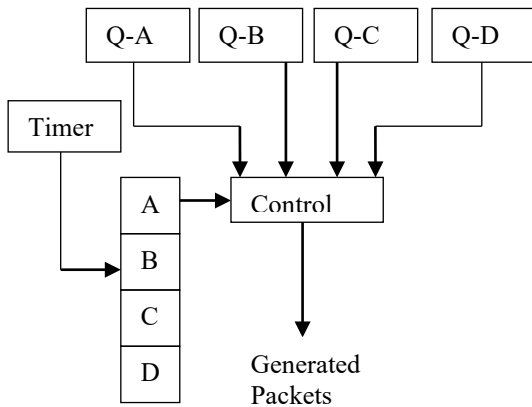 Q-A
Q-B
Q-C
Q-D
Timer
A
Control
B
C
D
Generated
Packets